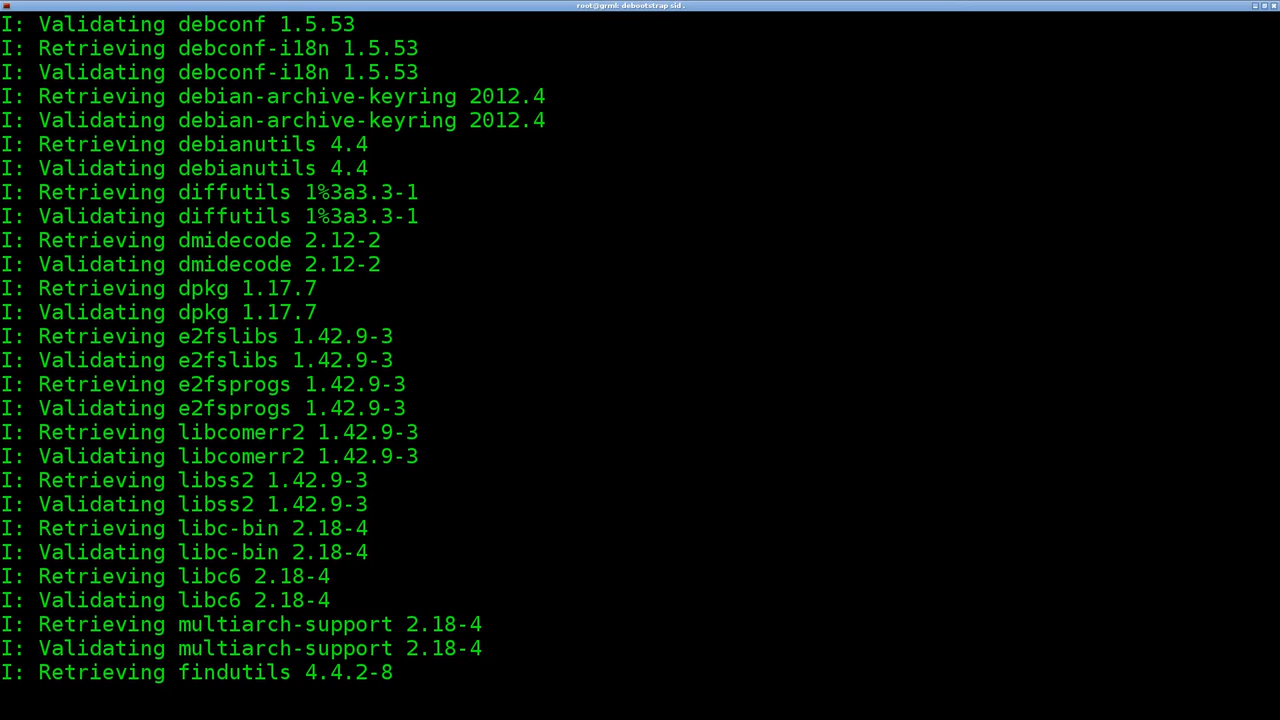 root@grml: debootstrap sid .
I: Validating debconf 1.5.53
I: Retrieving debconf-i18n 1.5.53
I: Validating debconf-i18n 1.5.53
I: Retrieving debian-archive-keyring 2012.4
I: Validating debian-archive-keyring 2012.4
I: Retrieving debianutils 4.4
I: Validating debianutils 4.4
I: Retrieving diffutils 1%3a3.3-1
I: Validating diffutils 1%3a3.3-1
I: Retrieving dmidecode 2.12-2
I: Validating dmidecode 2.12-2
I: Retrieving dpkg 1.17.7
I: Validating dpkg 1.17.7
I: Retrieving e2fslibs 1.42.9-3
I: Validating e2fslibs 1.42.9-3
I: Retrieving e2fsprogs 1.42.9-3
I: Validating e2fsprogs 1.42.9-3
I: Retrieving libcomerr2 1.42.9-3
I: Validating libcomerr2 1.42.9-3
I: Retrieving libss2 1.42.9-3
I: Validating libss2 1.42.9-3
I: Retrieving libc-bin 2.18-4
I: Validating libc-bin 2.18-4
I: Retrieving libc6 2.18-4
I: Validating libc6 2.18-4
I: Retrieving multiarch-support 2.18-4
I: Validating multiarch-support 2.18-4
I: Retrieving findutils 4.4.2-8